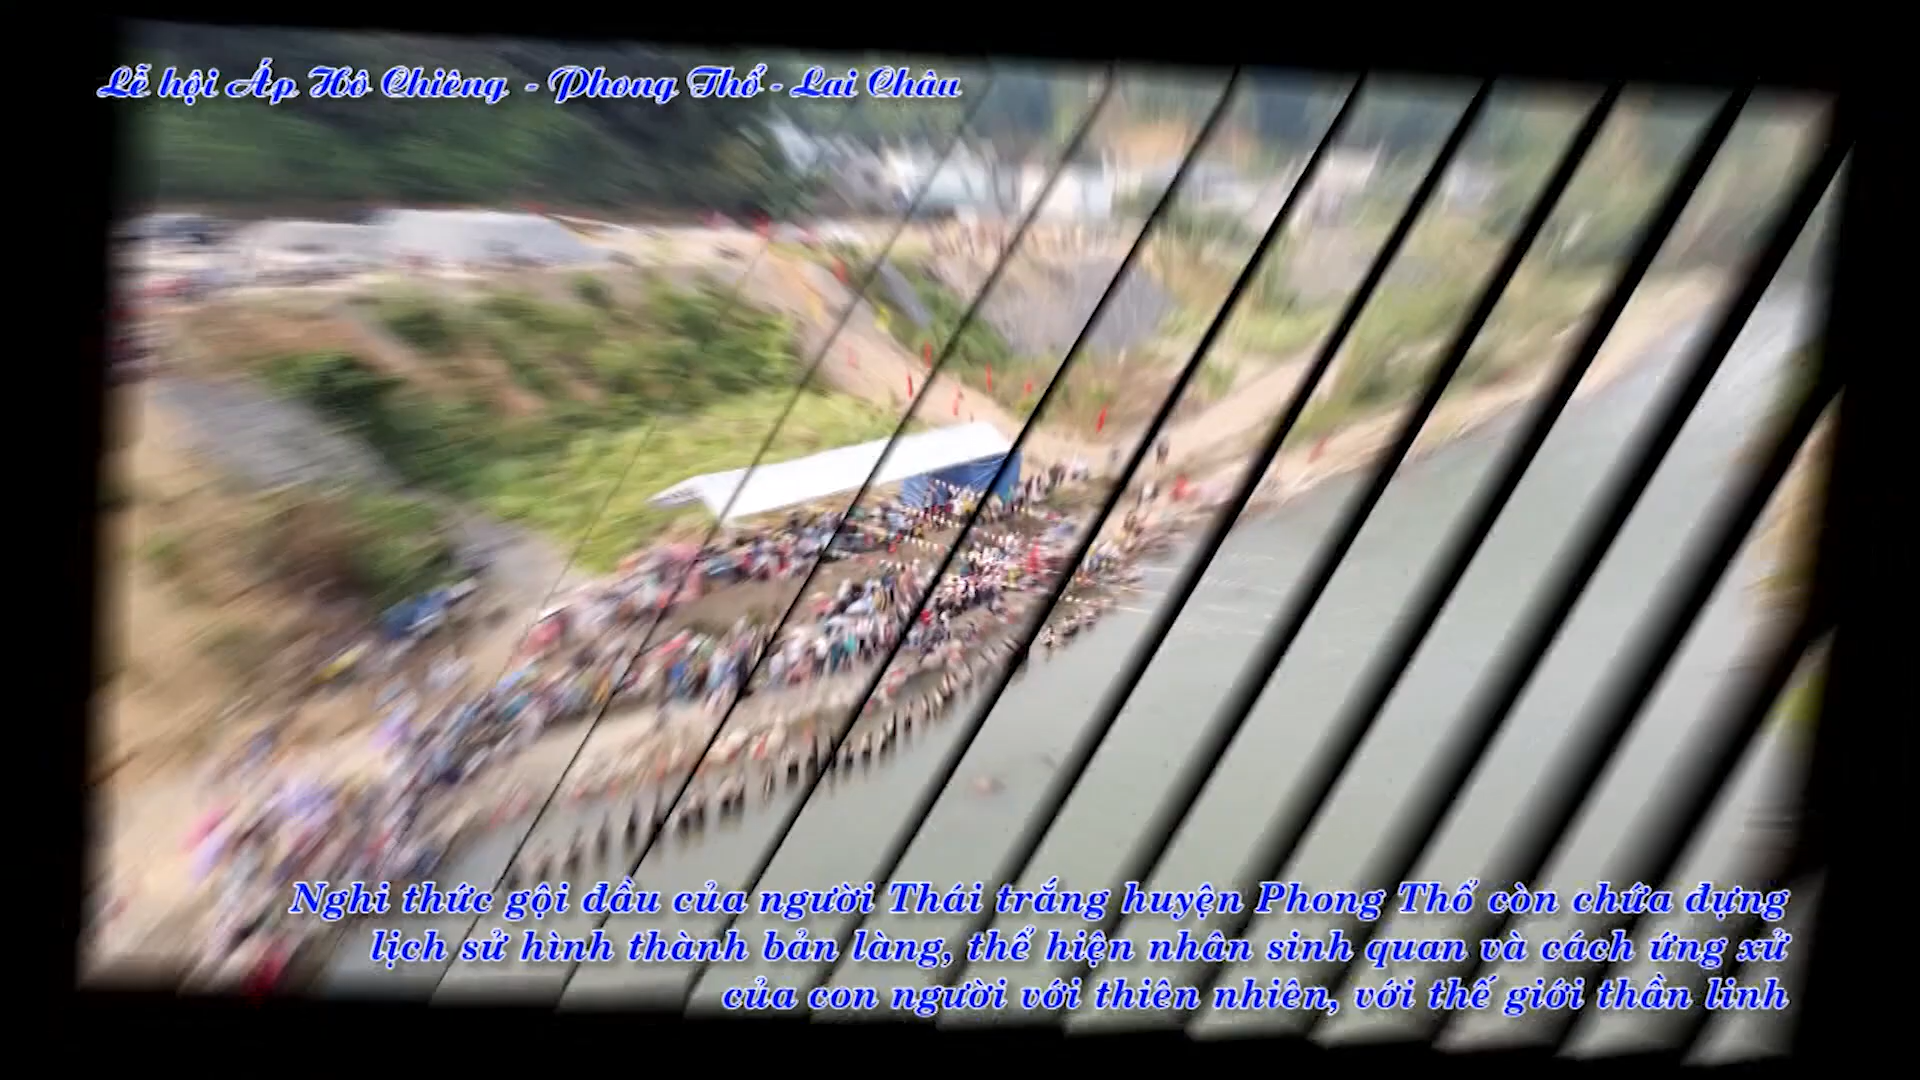 Lễ hội Áp Hô Chiêng - Phong Thổ - Lai Châu
Nghi thức gội đầu của người Thái trắng huyện Phong Thổ còn chứa đựng
lịch sử hình thành bản làng, thể hiện nhân sinh quan và cách ứng xử
của con người với thiên nhiên, với thế giới thần linh